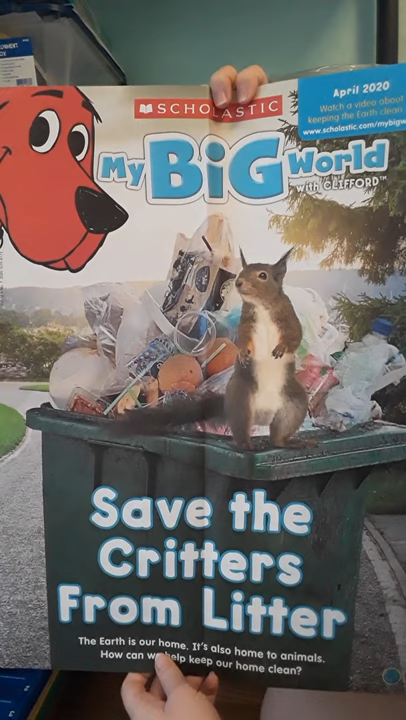 SCHOLASTIC
April 2020
Watch a video about
keeping the Earth clean.
www.scholastic.com/mybigw
My BiG World
with CLIFFORD™
Save the
Critters
From Litter
The Earth is our home. It's also home to animals.
How can we help keep our home clean?